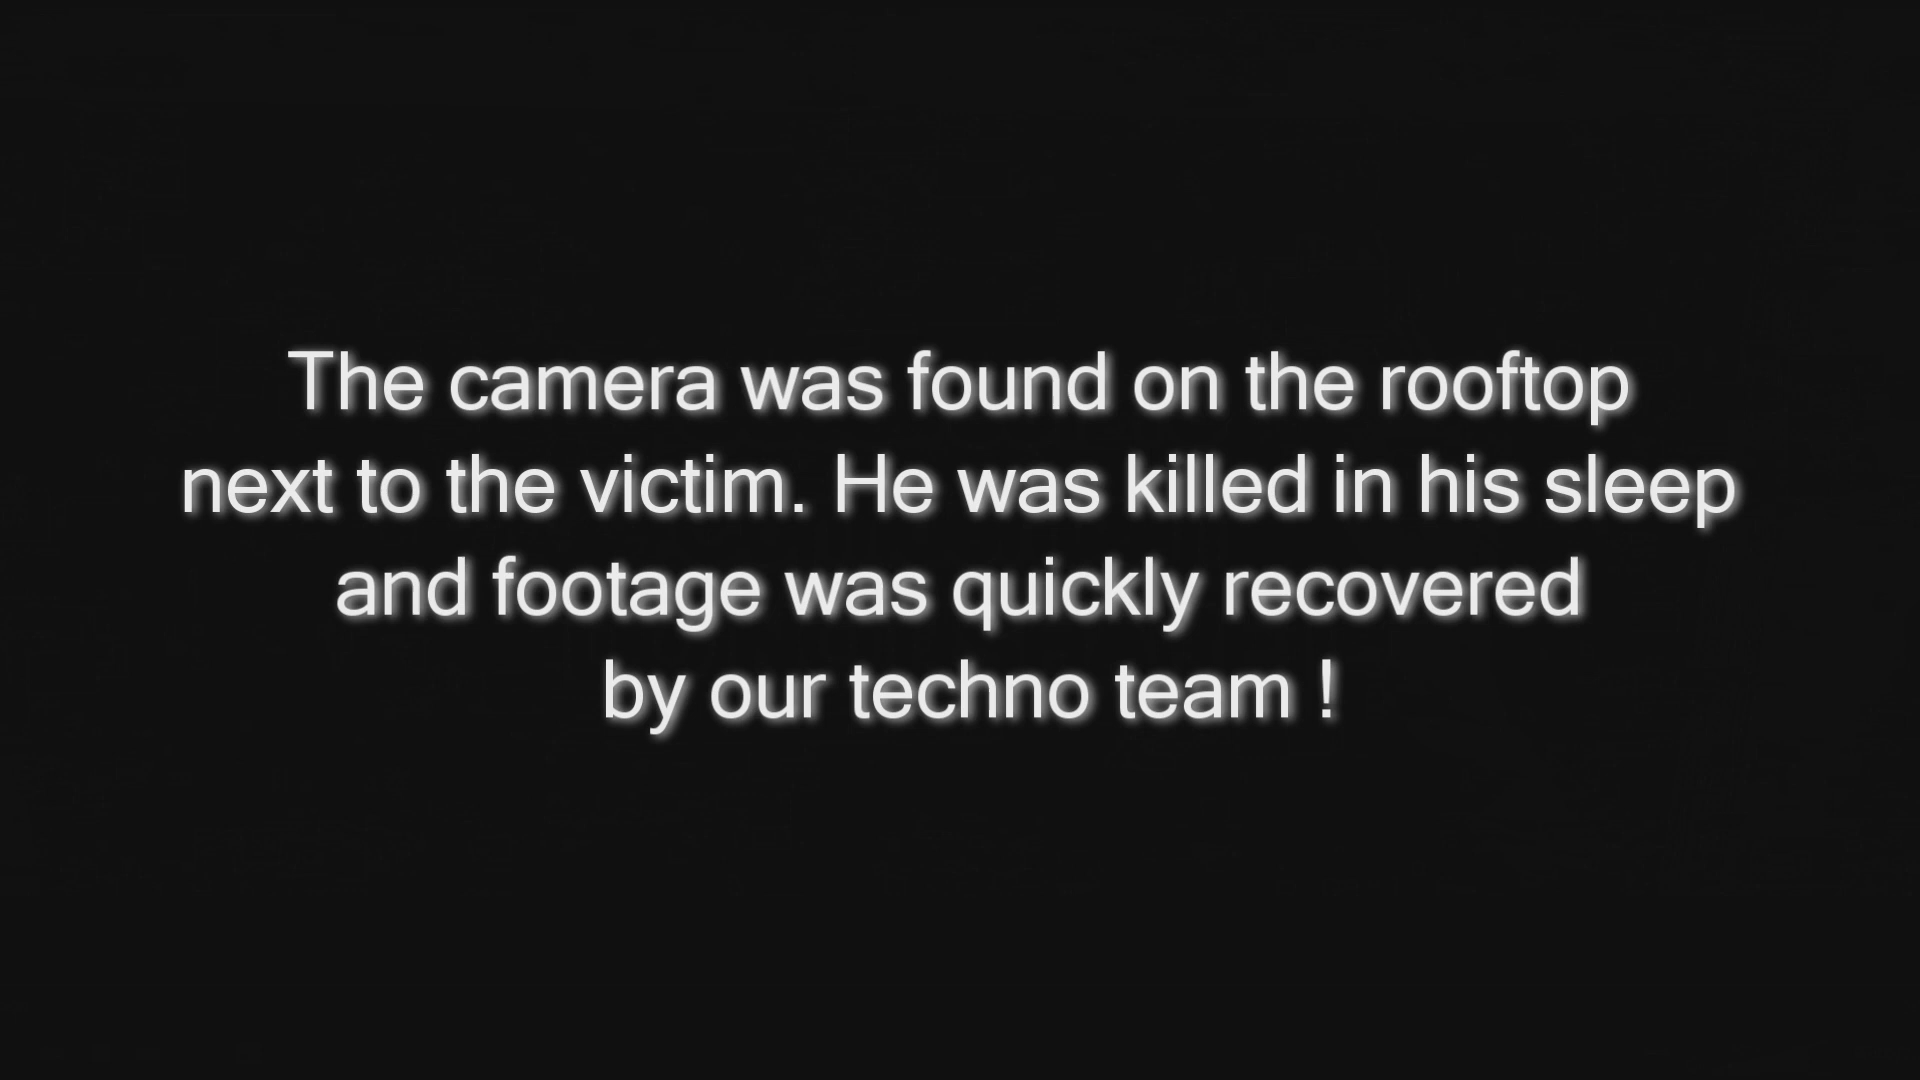 The camera was found on the rooftop
next to the victim. He was killed in his sleep
and footage was quickly recovered
by our techno team !